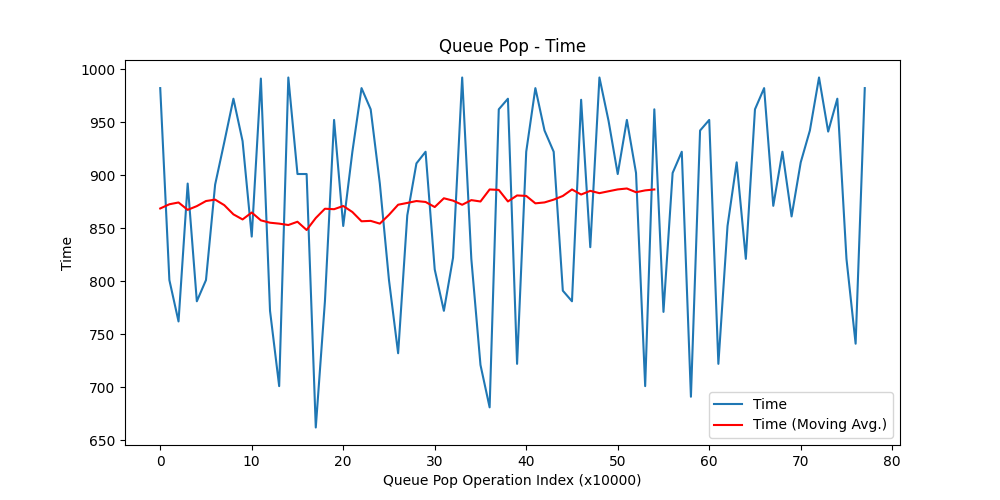 Queue Pop - Time
Time
1000
950
900
850
800
750
700
650
0 10 20 30 40 50 60 70 80
Queue Pop Operation Index (x10000)
Time
Time (Moving Avg.)